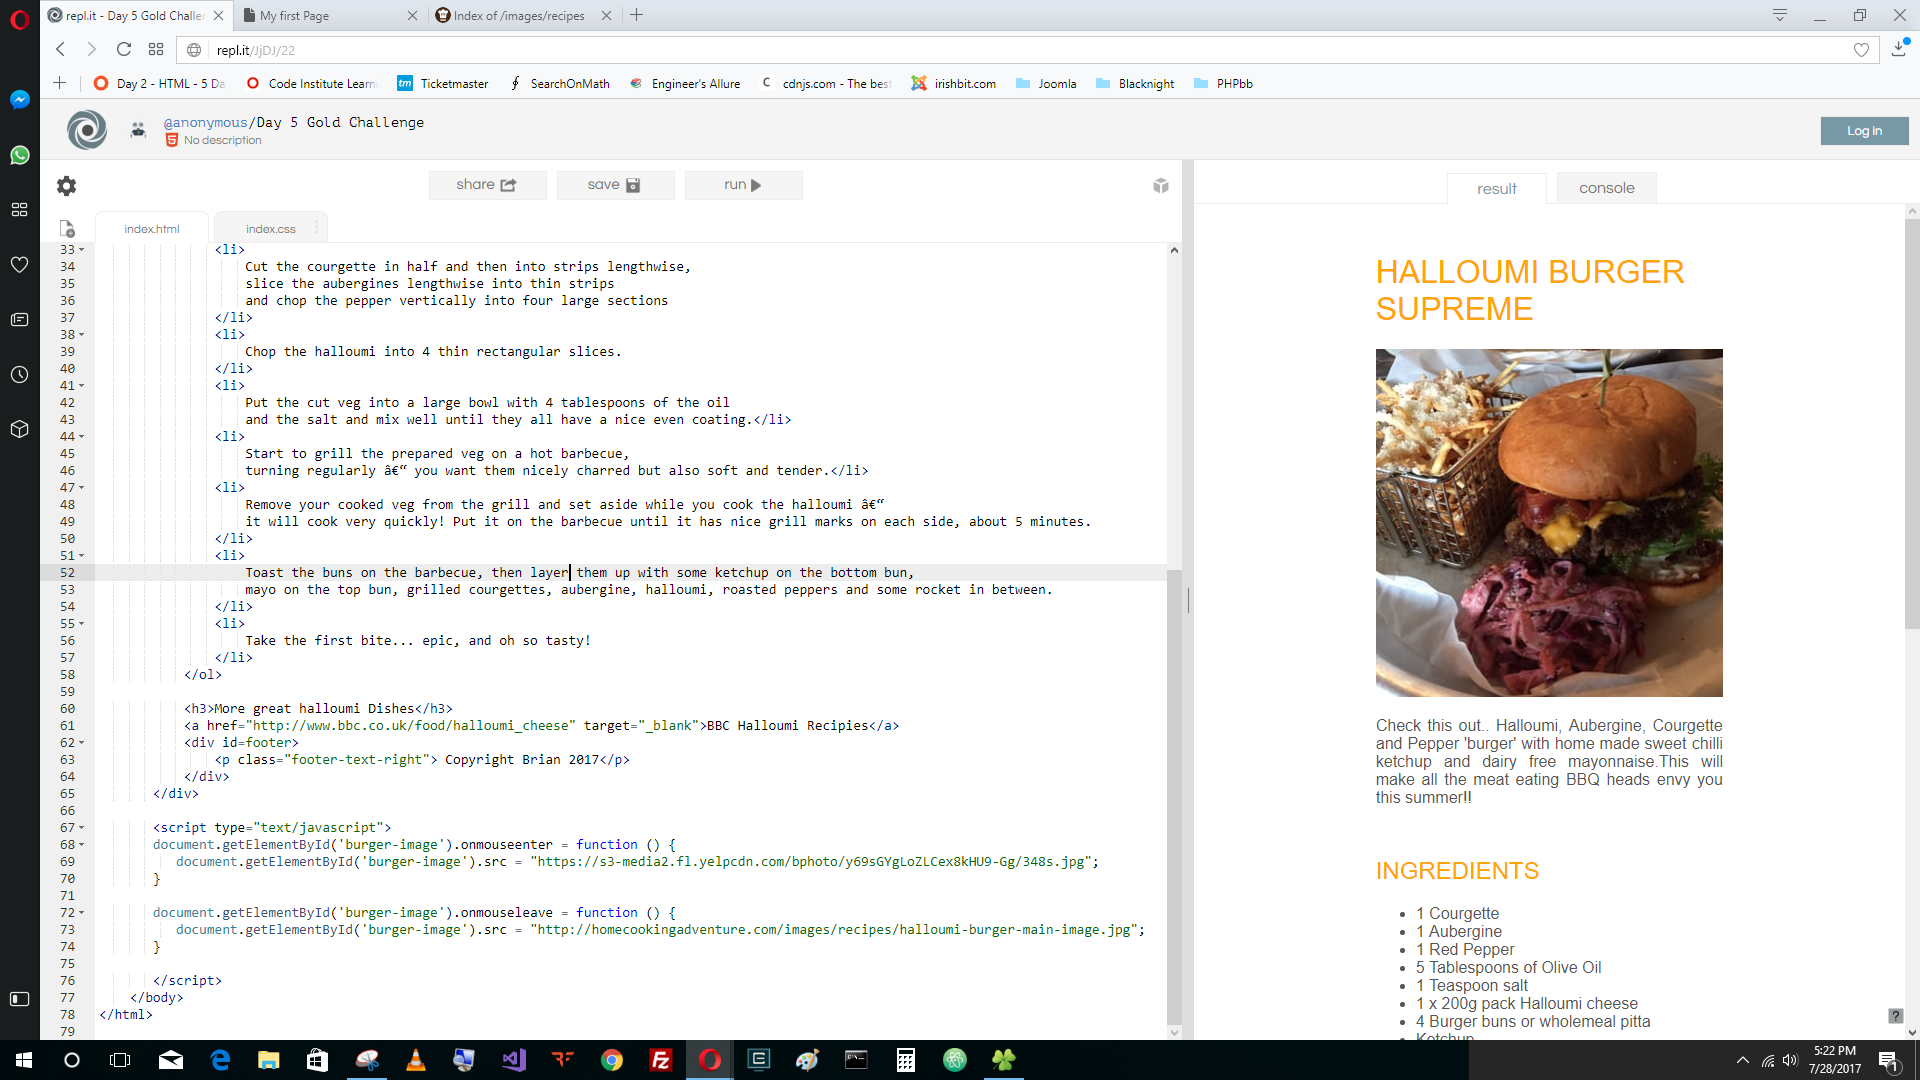 repl.it - Day 5 Gold Challer
My first Page
Index of /images/recipes
repl.it/JjDJ/22
Day 2 - HTML - 5 Da
Code Institute Learni
tm Ticketmaster
SearchOnMath
Engineer's Allure
C cdnjs.com - The best
irishbit.com
Joomla
Blacknight
PHPbb
@anonymous/Day 5 Gold Challenge
No description
Log in
share
save
run
result
console
index.html
index.css
33 <li>
34 Cut the courgette in half and then into strips lengthwise,
35 slice the aubergines lengthwise into thin strips
36 and chop the pepper vertically into four large sections
37 </li>
38 <li>
39 Chop the halloumi into 4 thin rectangular slices.
40 </li>
41 <li>
42 Put the cut veg into a large bowl with 4 tablespoons of the oil
43 and the salt and mix well until they all have a nice even coating.</li>
44 <li>
45 Start to grill the prepared veg on a hot barbecue,
46 turning regularly â€“ you want them nicely charred but also soft and tender.</li>
47 <li>
48 Remove your cooked veg from the grill and set aside while you cook the halloumi â€“
49 it will cook very quickly! Put it on the barbecue until it has nice grill marks on each side, about 5 minutes.
50 </li>
51 <li>
52 Toast the buns on the barbecue, then layer them up with some ketchup on the bottom bun,
53 mayo on the top bun, grilled courgettes, aubergine, halloumi, roasted peppers and some rocket in between.
54 </li>
55 <li>
56 Take the first bite... epic, and oh so tasty!
57 </li>
58 </ol>
59
60 <h3>More great halloumi Dishes</h3>
61 <a href="http://www.bbc.co.uk/food/halloumi_cheese" target="_blank">BBC Halloumi Recipies</a>
62 <div id=footer>
63 <p class="footer-text-right"> Copyright Brian 2017</p>
64 </div>
65 </div>
66
67 <script type="text/javascript">
68 document.getElementById('burger-image').onmouseenter = function () {
69 document.getElementById('burger-image').src = "https://s3-media2.fl.yelpcdn.com/bphoto/y69sGYgLoZLCex8kHU9-Gg/348s.jpg";
70 }
71
72 document.getElementById('burger-image').onmouseleave = function () {
73 document.getElementById('burger-image').src = "http://homecookingadventure.com/images/recipes/halloumi-burger-main-image.jpg";
74 }
75
76 </script>
77 </body>
78 </html>
79
HALLOUMI BURGER
SUPREME
Check this out.. Halloumi, Aubergine, Courgette
and Pepper 'burger' with home made sweet chilli
ketchup and dairy free mayonnaise.This will
make all the meat eating BBQ heads envy you
this summer!!
INGREDIENTS
1 Courgette
1 Aubergine
1 Red Pepper
5 Tablespoons of Olive Oil
1 Teaspoon salt
1 x 200g pack Halloumi cheese
4 Burger buns or wholemeal pitta
Ketchup
?
5:22 PM
7/28/2017
1